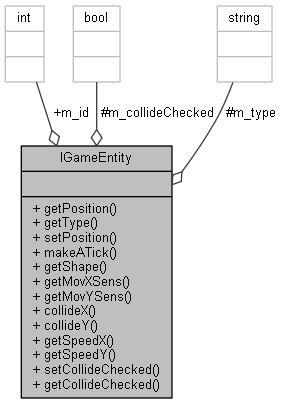 int
bool
string
+m_id
#m_collideChecked
#m_type
IGameEntity
+ getPosition()
+ getType()
+ setPosition()
+ makeATick()
+ getShape()
+ getMovXSens()
+ getMovYSens()
+ collideX()
+ collideY()
+ getSpeedX()
+ getSpeedY()
+ setCollideChecked()
+ getCollideChecked()